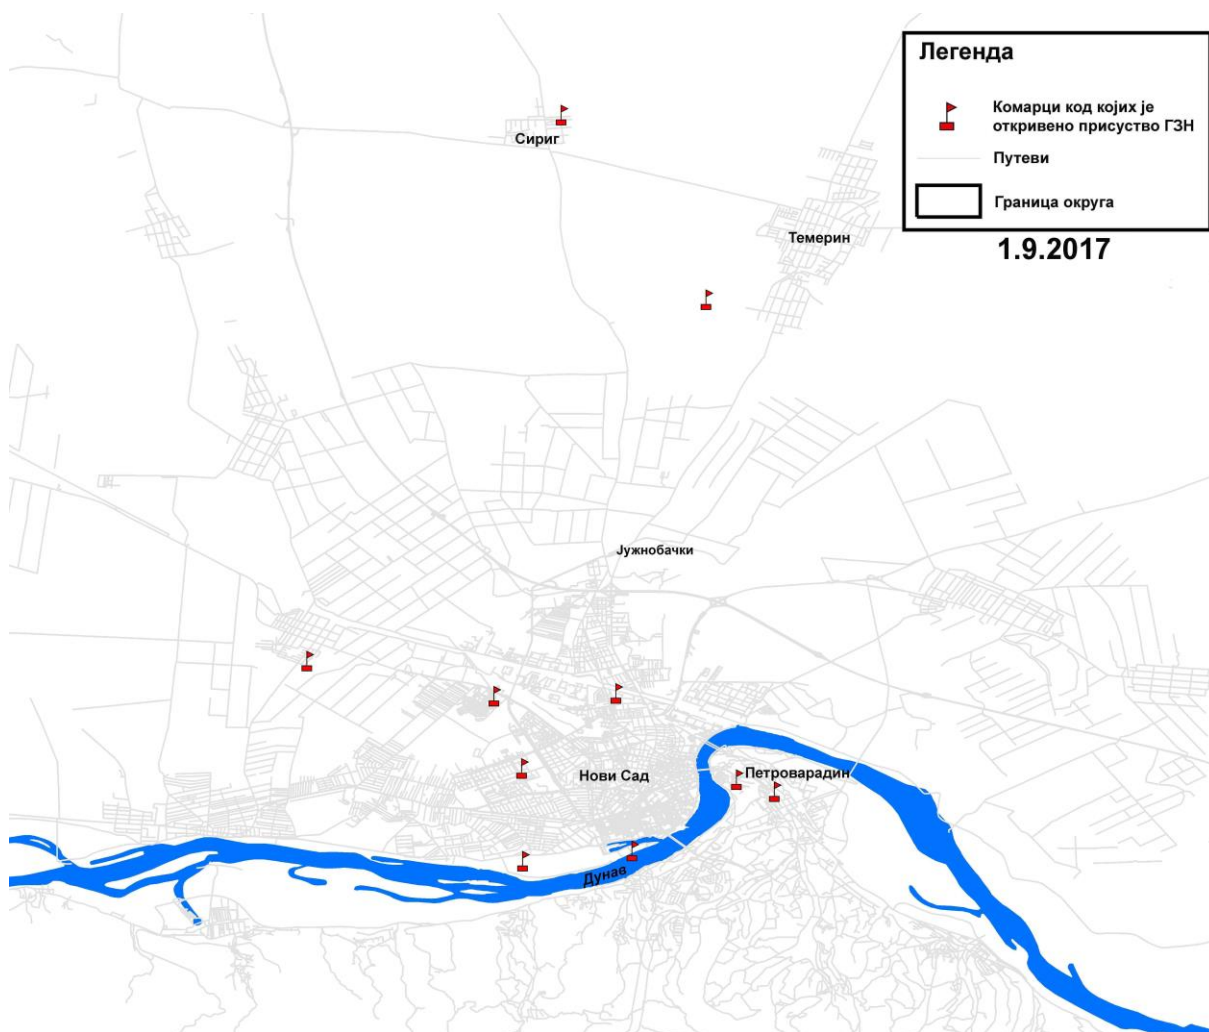 Легенда
Комарци код којих је
откривено присуство ГЗН
Путеви
Граница округа
1.9.2017
Сириг
Темерин
Јужнобачки
Нови Сад
Петроварадин
Дунав